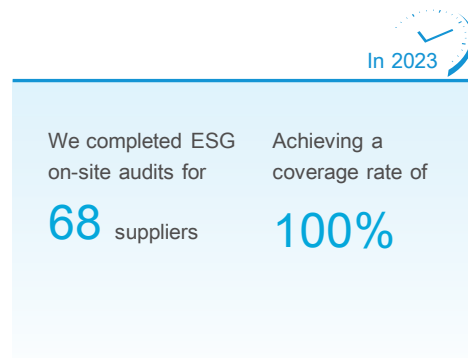 In 2023
We completed ESG
on-site audits for
68 suppliers
Achieving a
coverage rate of
100%